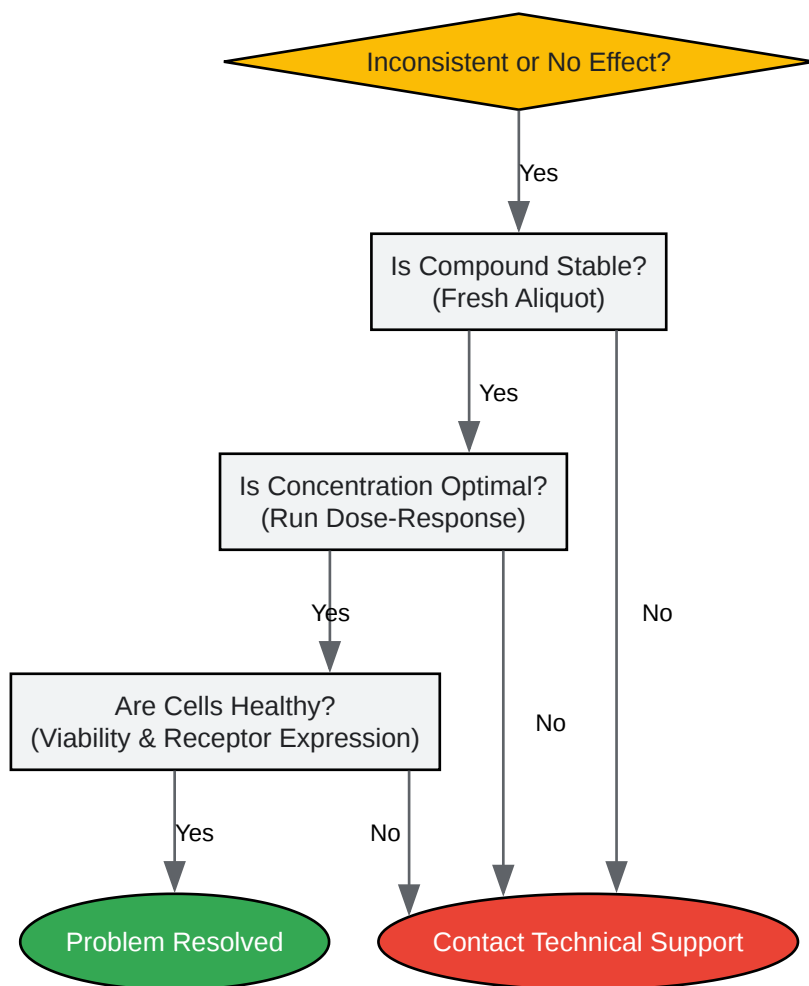 Inconsistent or No Effect?
Yes
Is Compound Stable?
(Fresh Aliquot)
Yes
Is Concentration Optimal?
(Run Dose-Response)
Yes
No
Are Cells Healthy?
(Viability & Receptor Expression)
No
Yes
No
Problem Resolved
Contact Technical Support